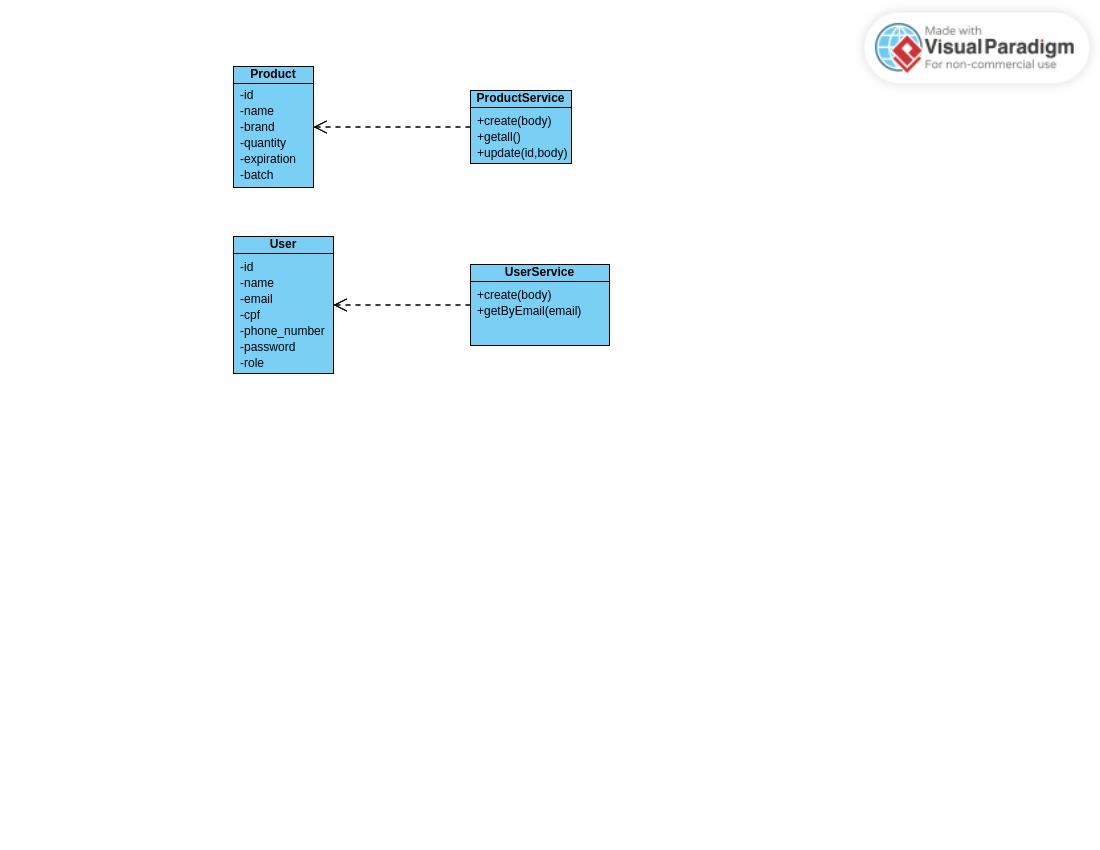 Made with
Visual Paradigm
For non-commercial use
Product
-id
-name
-brand
-quantity
-expiration
-batch
ProductService
+create(body)
+getall()
+update(id,body)
User
-id
-name
-email
-cpf
-phone_number
-password
-role
UserService
+create(body)
+getByEmail(email)